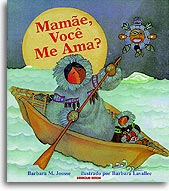 Mamãe,
Você
Me Ama?
Barbara M. Joosse
ilustrado por Barbara Lavallee